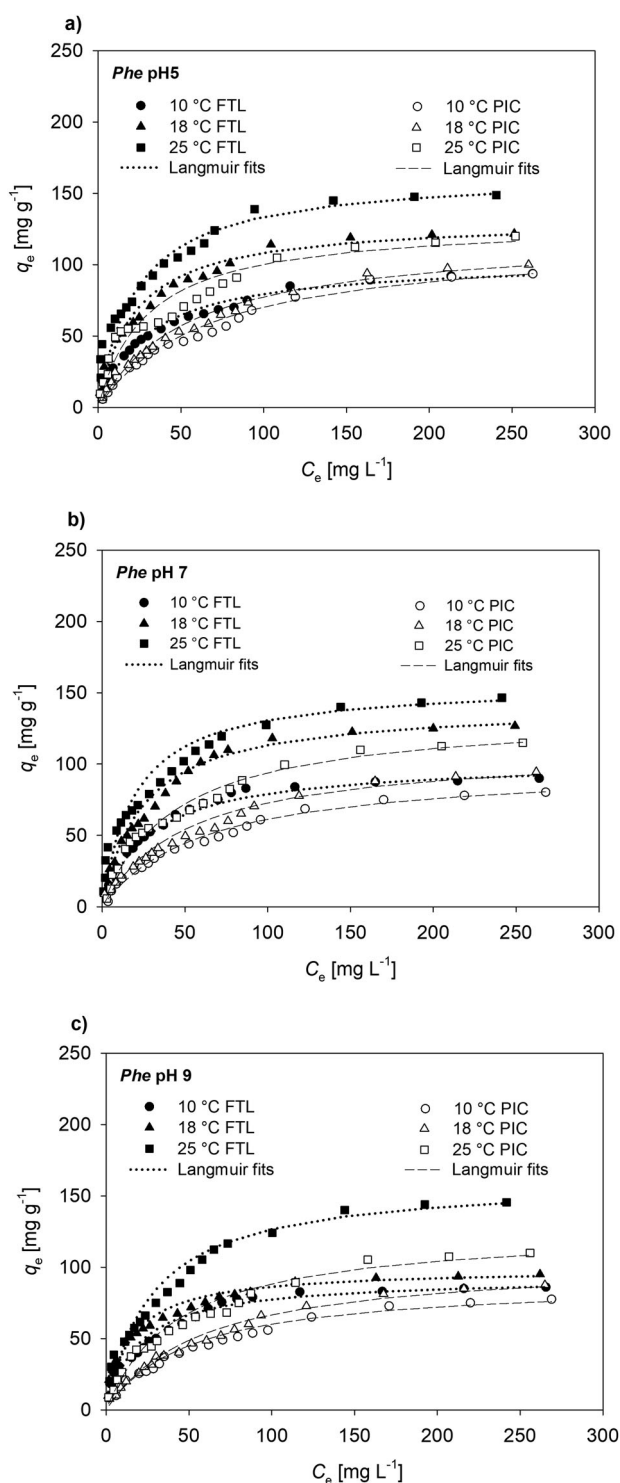 a)
250
200
150
100
50
0
Phe pH5
10 °C FTL
18 °C FTL
25 °C FTL
Langmuir fits
10 °C PIC
18 °C PIC
25 °C PIC
Langmuir fits
qe [mg g-1]
0 50 100 150 200 250 300
Ce [mg L-1]
b)
250
200
150
100
50
0
Phe pH 7
10 °C FTL
18 °C FTL
25 °C FTL
Langmuir fits
10 °C PIC
18 °C PIC
25 °C PIC
Langmuir fits
qe [mg g-1]
0 50 100 150 200 250 300
Ce [mg L-1]
c)
250
200
150
100
50
0
Phe pH 9
10 °C FTL
18 °C FTL
25 °C FTL
Langmuir fits
10 °C PIC
18 °C PIC
25 °C PIC
Langmuir fits
qe [mg g-1]
0 50 100 150 200 250 300
Ce [mg L-1]